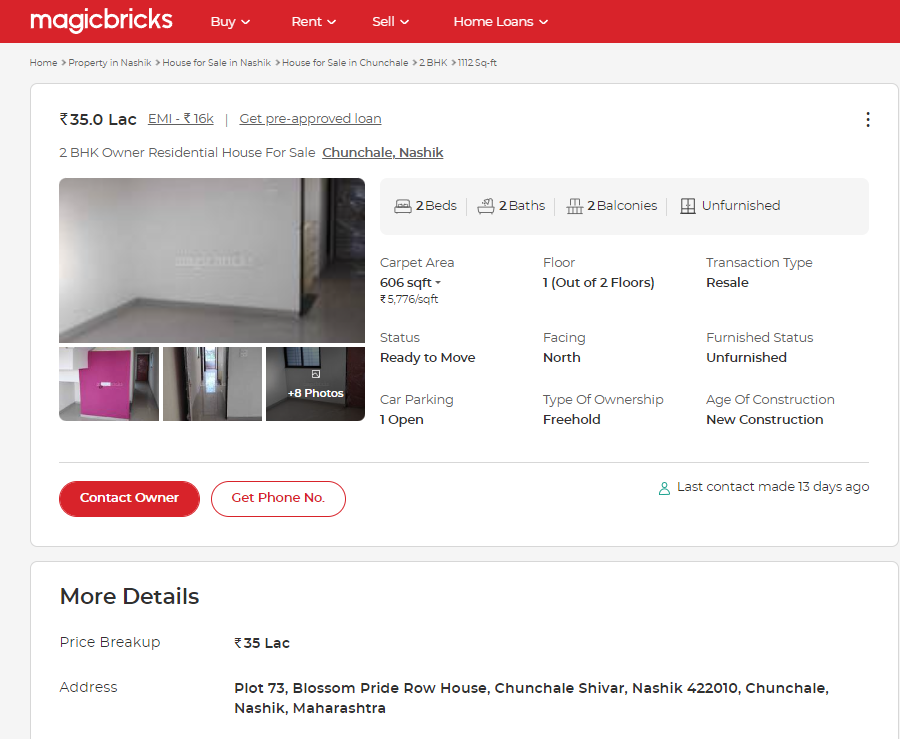 magicbricks Buy Rent Sell Home Loans
Home > Property in Nashik > House for Sale in Nashik > House for Sale in Chunchale > 2 BHK > 1112 Sq-ft
₹35.0 Lac EMI - ₹16k | Get pre-approved loan
2 BHK Owner Residential House For Sale Chunchale, Nashik
magicbricks
+8 Photos
2 Beds 2 Baths 2 Balconies Unfurnished
Carpet Area Floor Transaction Type
606 sqft 1 (Out of 2 Floors) Resale
₹5,776/sqft
Status Facing Furnished Status
Ready to Move North Unfurnished
Car Parking Type Of Ownership Age Of Construction
1 Open Freehold New Construction
Contact Owner Get Phone No. Last contact made 13 days ago
More Details
Price Breakup ₹35 Lac
Address Plot 73, Blossom Pride Row House, Chunchale Shivar, Nashik 422010, Chunchale,
Nashik, Maharashtra